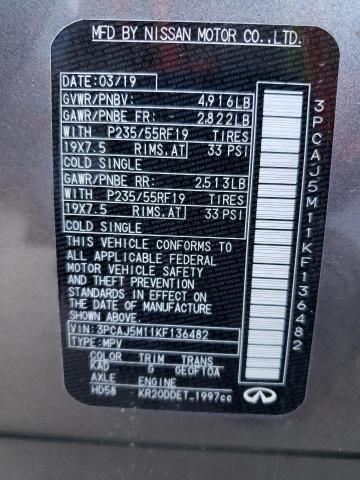 MFD BY NISSAN MOTOR CO.,LTD.
DATE:03/19
GVWR/PNBV: 4,916LB
GAWR/PNBE FR: 2,822LB
WITH P235/55RF19 TIRES
19X7.5 RIMS.AT 33 PSI
COLD SINGLE
GAWR/PNBE RR: 2,513LB
WITH P235/55RF19 TIRES
19X7.5 RIMS.AT 33 PSI
COLD SINGLE
THIS VEHICLE CONFORMS TO
ALL APPLICABLE FEDERAL
MOTOR VEHICLE SAFETY
AND THEFT PREVENTION
STANDARDS IN EFFECT ON
THE DATE OF MANUFACTURE
SHOWN ABOVE.
VIN:3PCAJ5M11KF136482
TYPE:MPV
COLOR TRIM TRANS
KAD G GEOF10A
AXLE ENGINE
HD58 KR20DDET-1997cc
3PCAJ5M11KF136482